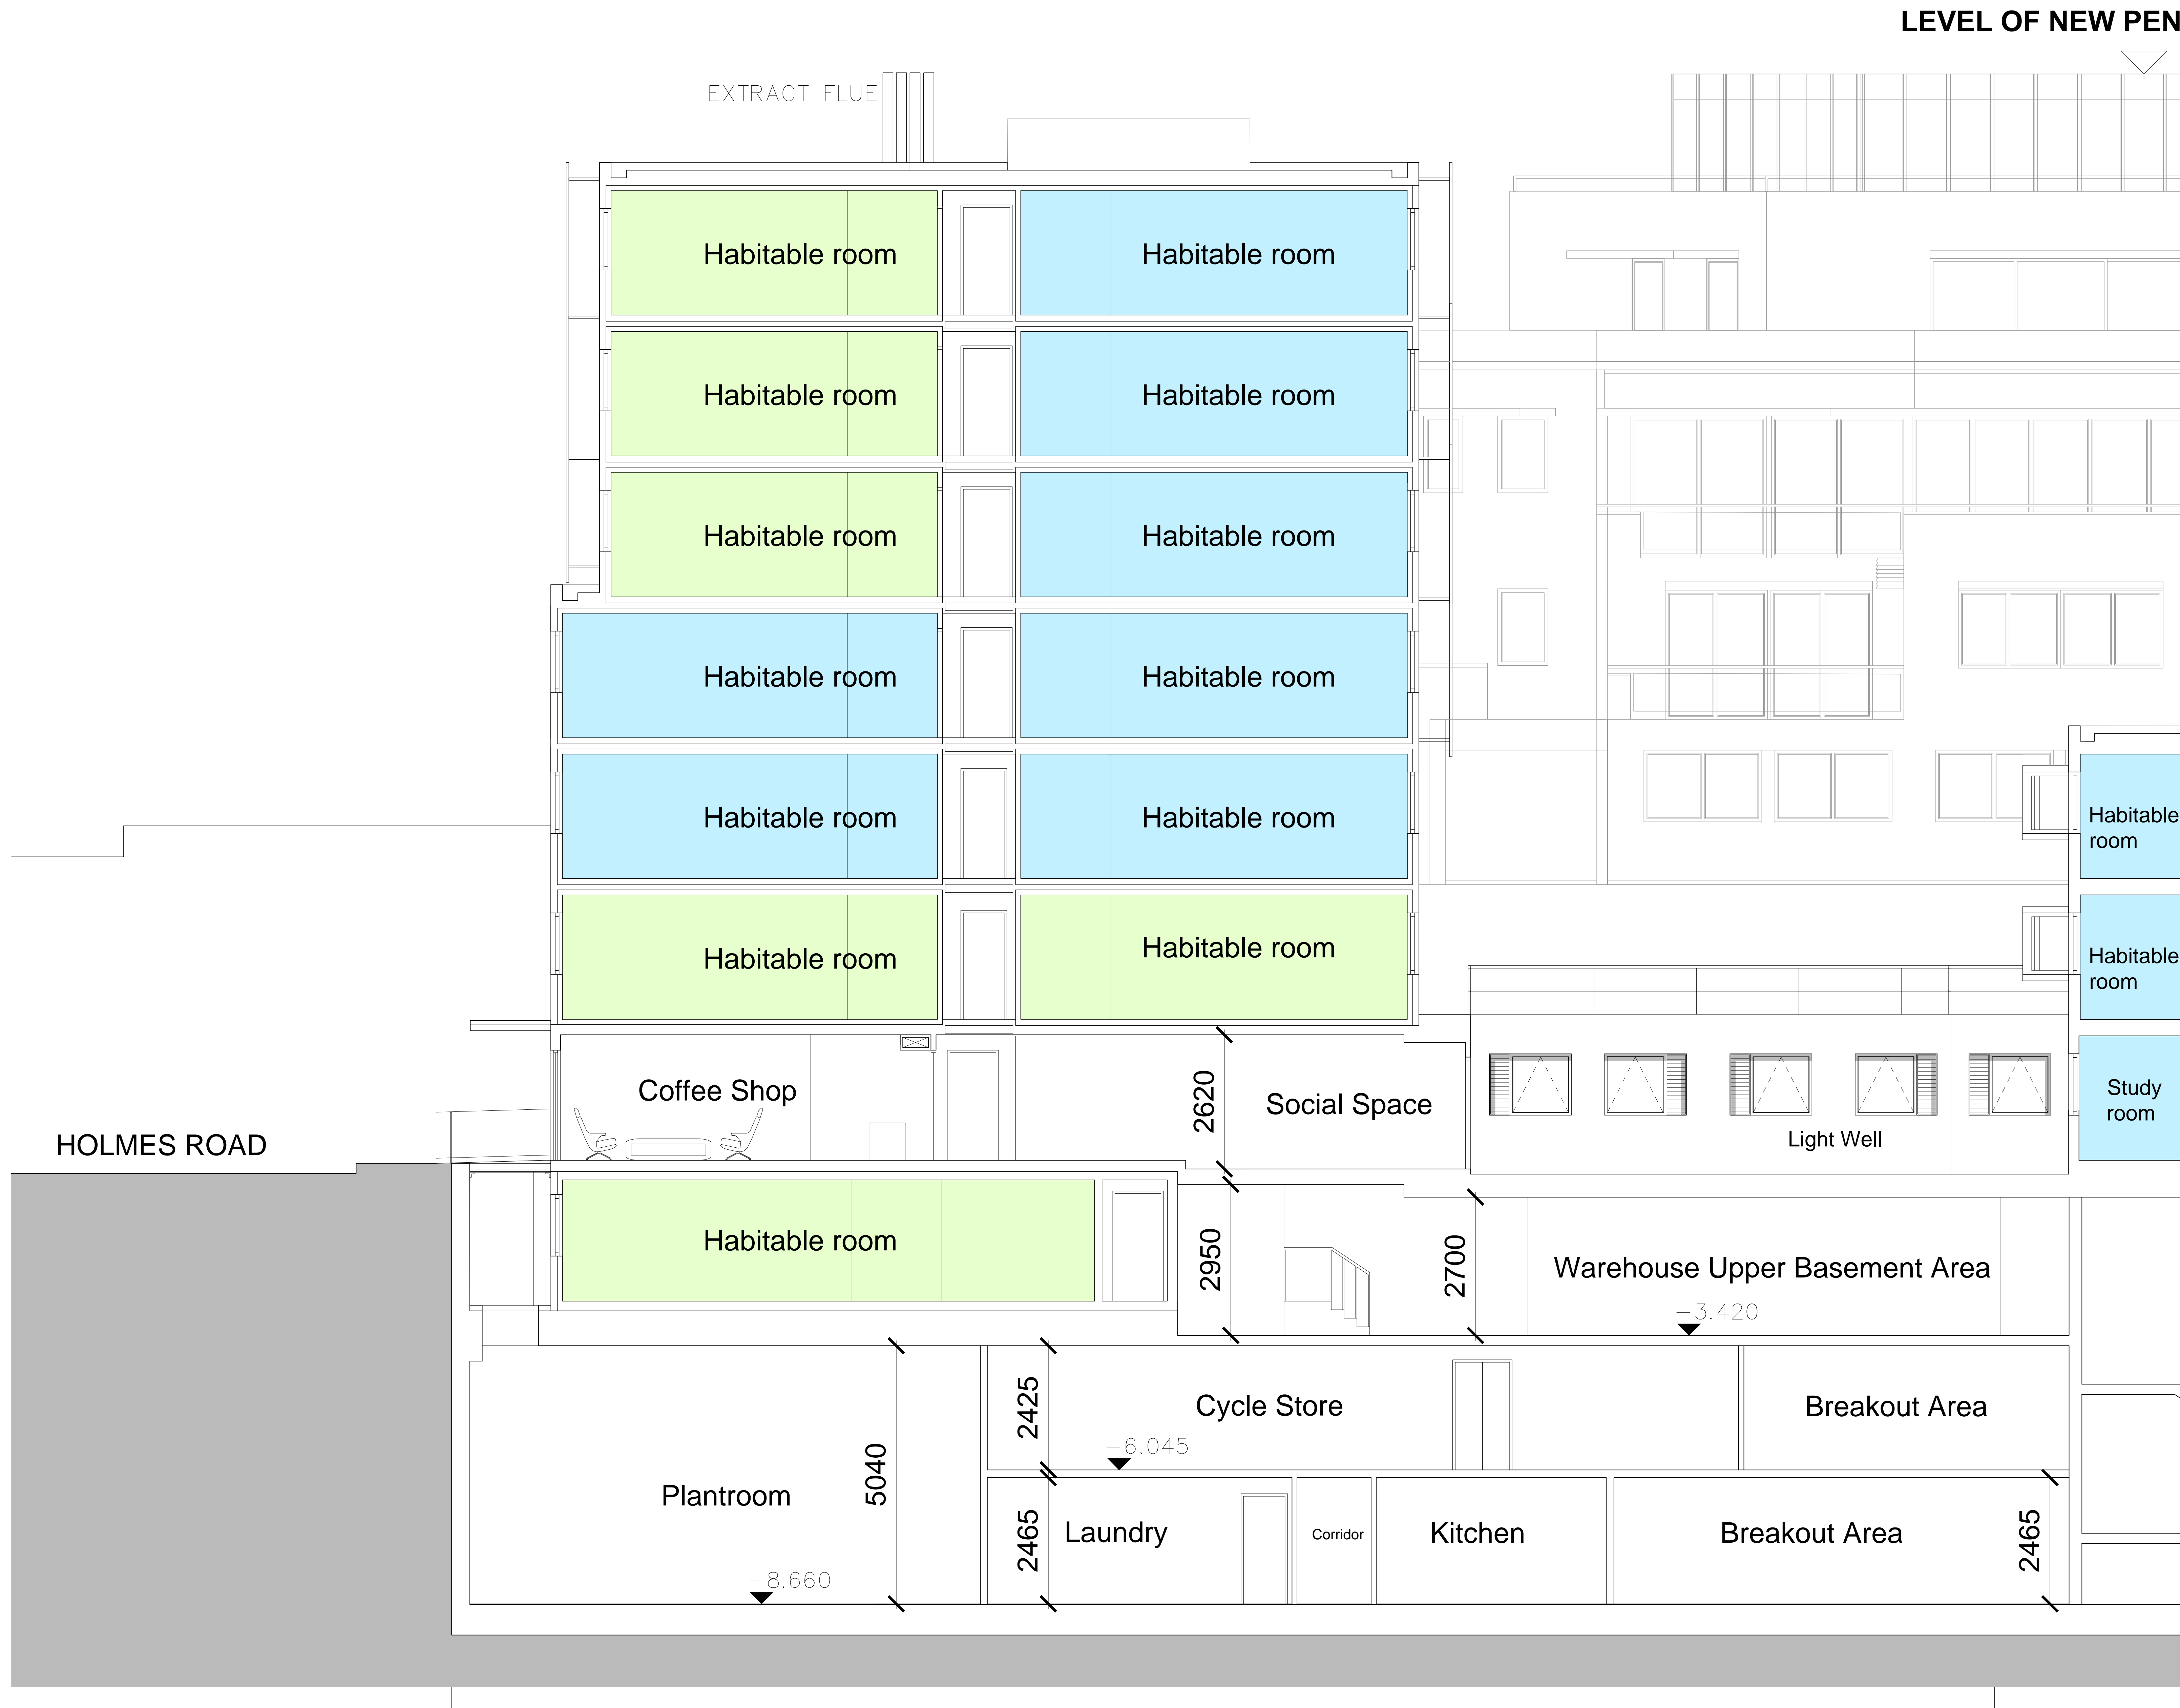 LEVEL OF NEW PEN
EXTRACT FLUE
Habitable room
Habitable room
Habitable room
Habitable room
Habitable room
Habitable room
Habitable room
Habitable room
Habitable room
Habitable room
Habitable
room
Habitable room
Habitable room
Habitable
room
Coffee Shop
2620
Social Space
Light Well
Study
room
HOLMES ROAD
Habitable room
2950
2700
Warehouse Upper Basement Area
-3.420
5040
2425
Cycle Store
-6.045
Breakout Area
Plantroom
-8.660
2465
Laundry
Corridor
Kitchen
Breakout Area
2465